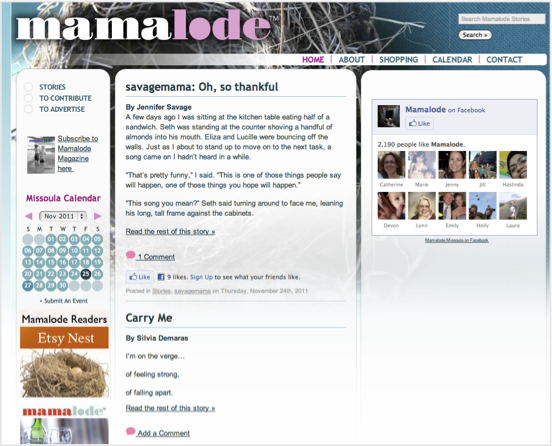 mamalode™
Search Mamalode Stories
Search »
HOME | ABOUT | SHOPPING | CALENDAR | CONTACT
STORIES
TO CONTRIBUTE
TO ADVERTISE
Subscribe to
Mamalode
Magazine
here
Missoula Calendar
Nov 2011
S M T W T F S
01 02 03 04 05
06 07 08 09 10 11 12
13 14 15 16 17 18 19
20 21 22 23 24 25 26
27 28 29 30
• Submit An Event
Mamalode Readers
Etsy Nest
mamalode
savagemama: Oh, so thankful
By Jennifer Savage
A few days ago I was sitting at the kitchen table eating half of a
sandwich. Seth was standing at the counter shoving a handful of
almonds into his mouth. Eliza and Lucille were bouncing off the
walls. Just as I about to stand up to move on to the next task, a
song came on I hadn't heard in a while.
"That's pretty funny," I said. "This is one of those things people say
will happen, one of those things you hope will happen."
"This song you mean?" Seth said turning around to face me, leaning
his long, tall frame against the cabinets.
Read the rest of this story »
1 Comment
Like 9 likes. Sign Up to see what your friends like.
Posted in Stories, savagemama on Thursday, November 24th, 2011
Carry Me
By Silvia Demaras
I'm on the verge…
of feeling strong,
of falling apart.
Read the rest of this story »
Add a Comment
Mamalode on Facebook
Like
2,190 people like Mamalode.
Catherine Marie Jenny Jill Haslinda
Devon Lynn Emily Holly Laura
Mamalode Missoula on Facebook